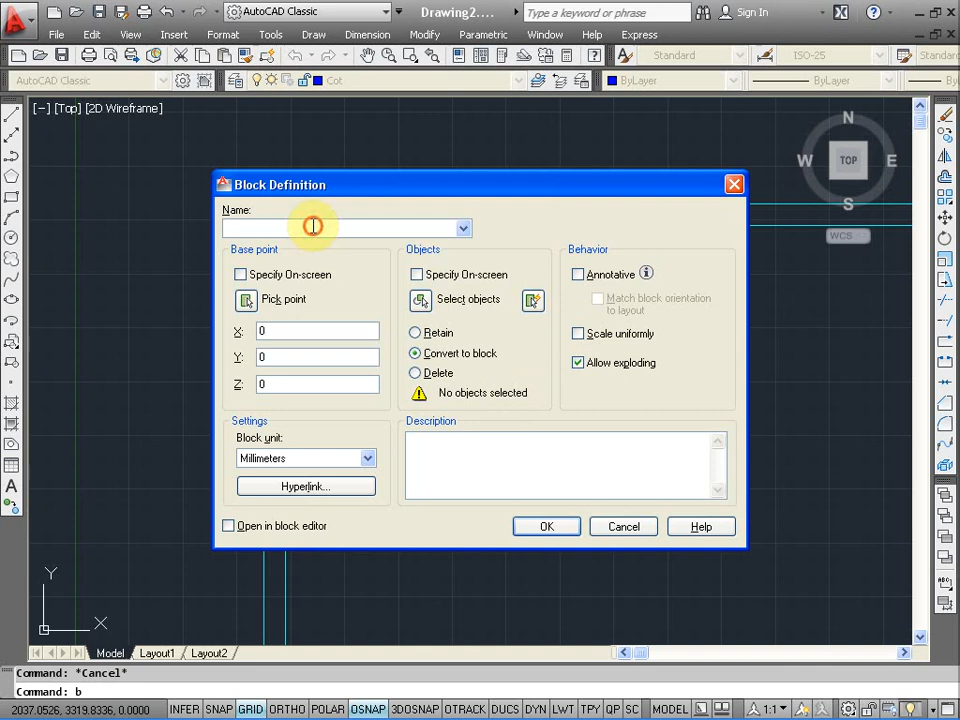 AutoCAD Classic
Drawing2....
Type a keyword or phrase
Sign In
File Edit View Insert Format Tools Draw Dimension Modify Parametric Window Help Express
Standard ISO-25 Standard
AutoCAD Classic Cot ByLayer ByLayer ByLayer
[−] [Top] [2D Wireframe]
N
W TOP E
S
WCS
Block Definition
Name:
Base point
Specify On-screen
Pick point
X: 0
Y: 0
Z: 0
Objects
Specify On-screen
Select objects
Retain
Convert to block
Delete
No objects selected
Behavior
Annotative
Match block orientation
to layout
Scale uniformly
Allow exploding
Settings
Block unit:
Millimeters
Hyperlink...
Description
Open in block editor
OK Cancel Help
Y
X
Model Layout1 Layout2
Command: *Cancel*
Command: b
2037.0526, 3319.8336, 0.0000 INFER SNAP GRID ORTHO POLAR OSNAP 3DOSNAP OTRACK DUCS DYN LWT TPY QP SC MODEL 1:1